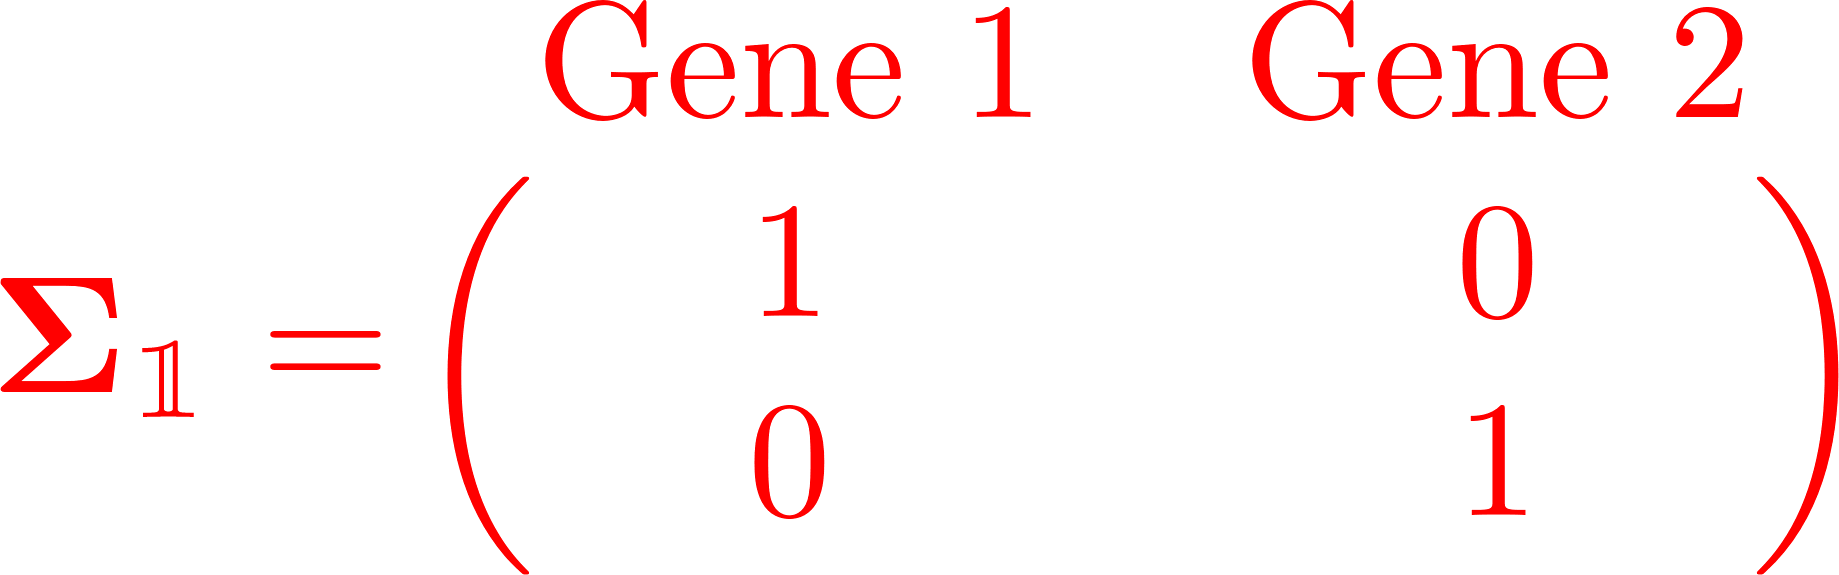 Gene 1 Gene 2
1 0
𝚺𝟙 = ( )
0 1